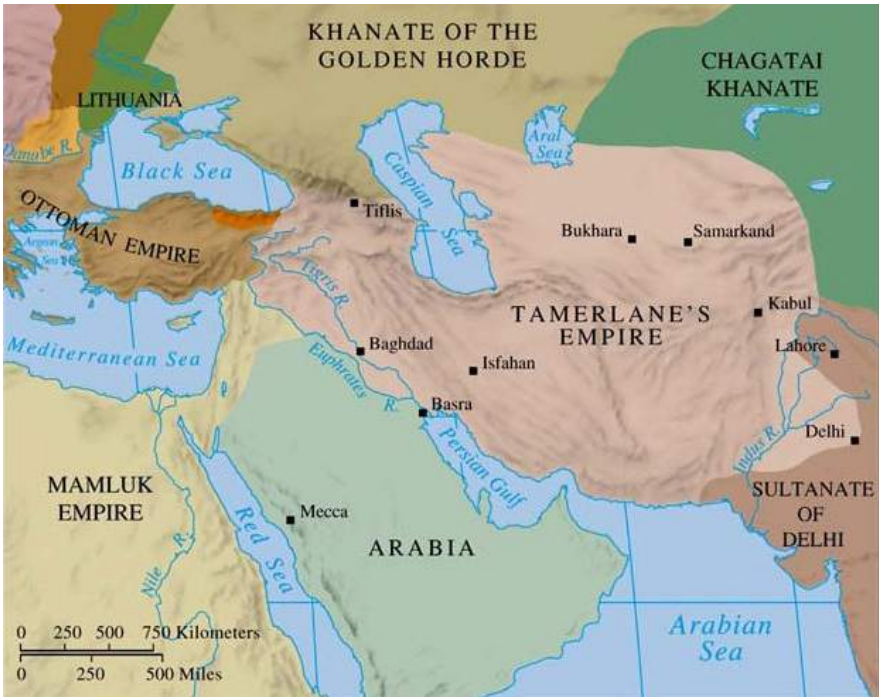 KHANATE OF THE
GOLDEN HORDE
CHAGATAI
KHANATE
LITHUANIA
Danube R.
Black Sea
Caspian
Sea
Aral
Sea
OTTOMAN EMPIRE
Aegean
Sea
Tiflis
Bukhara
Samarkand
Tigris R.
TAMERLANE'S
EMPIRE
Kabul
Mediterranean Sea
Baghdad
Lahore
Isfahan
Euphrates
R.
Basra
Persian Gulf
Indus R.
Delhi
MAMLUK
EMPIRE
Nile R.
Red Sea
Mecca
ARABIA
SULTANATE
OF
DELHI
Arabian
Sea
0 250 500 750 Kilometers
0 250 500 Miles